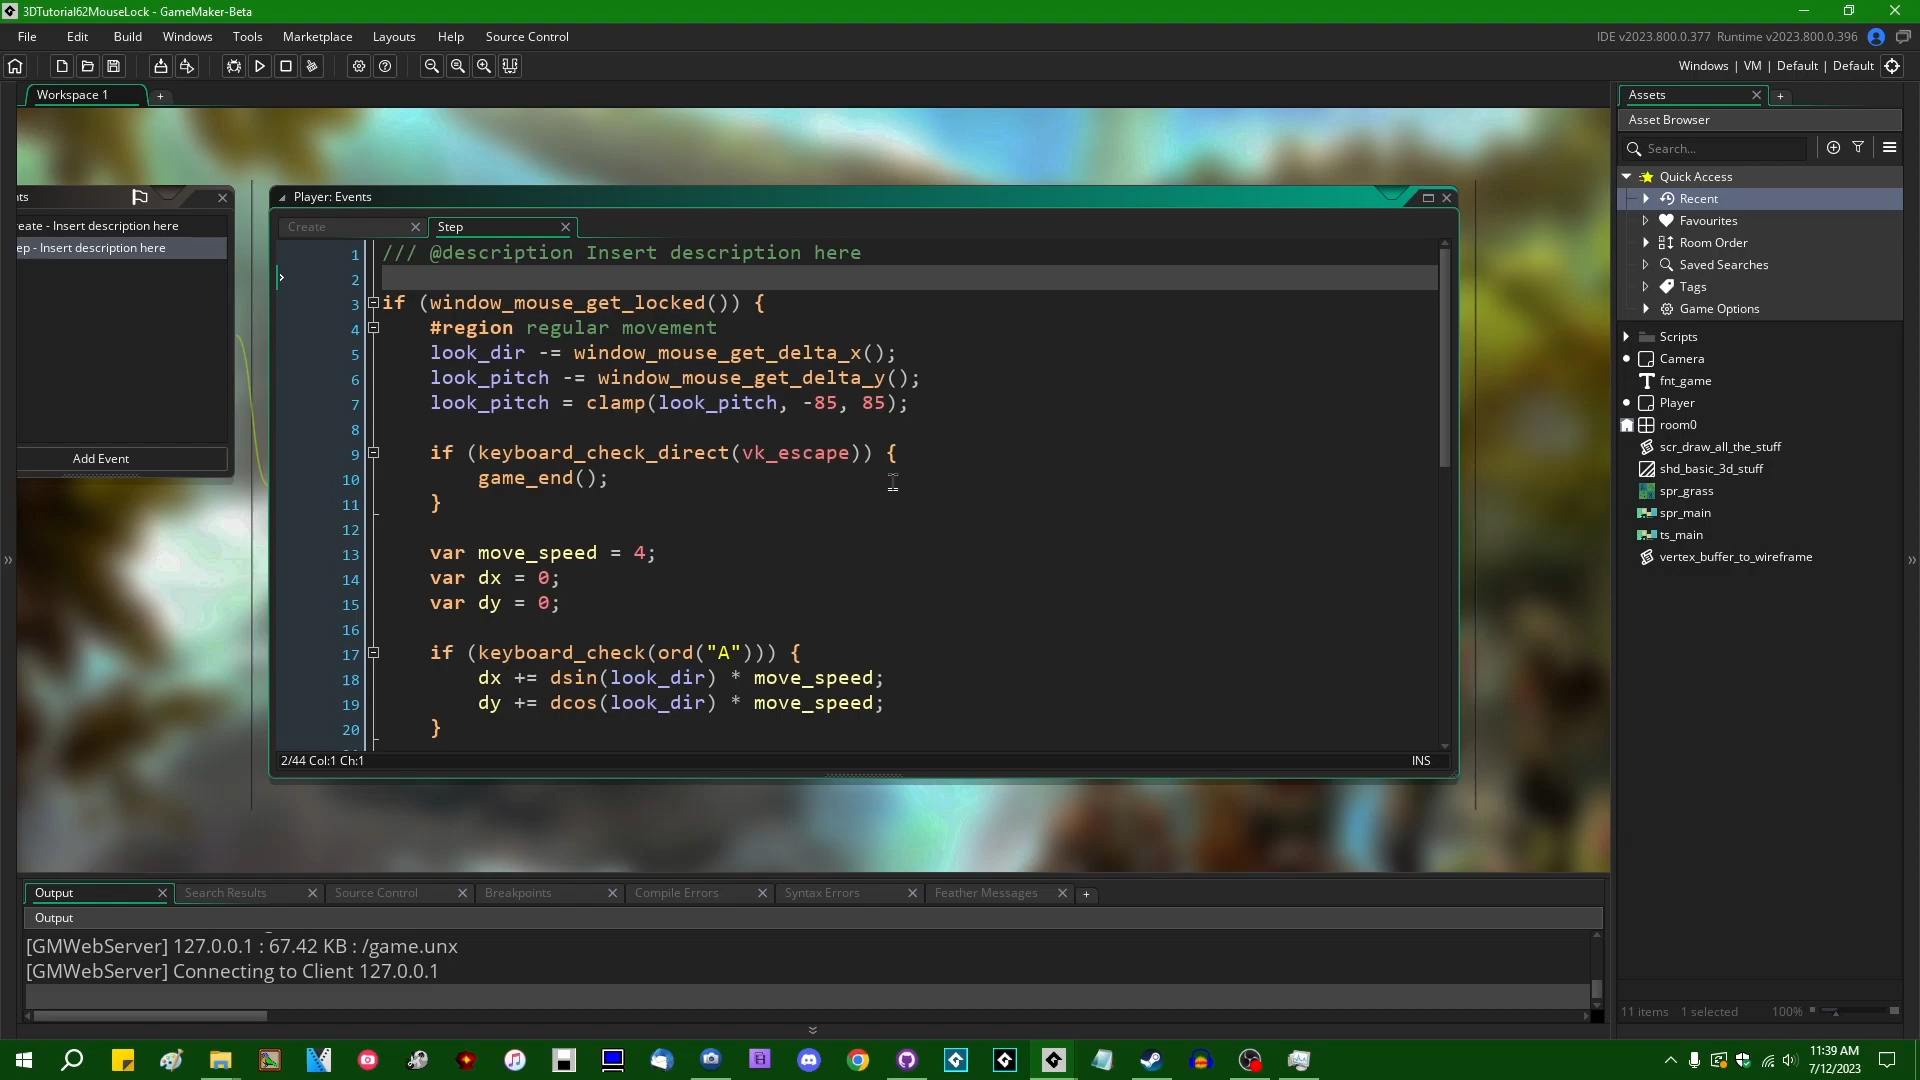 3DTutorial62MouseLock - GameMaker-Beta
File Edit Build Windows Tools Marketplace Layouts Help Source Control
IDE v2023.800.0.377 Runtime v2023.800.0.396
Windows | VM | Default | Default
Workspace 1
Assets
Asset Browser
Search...
Quick Access
Recent
Favourites
Room Order
Saved Searches
Tags
Game Options
Scripts
Camera
fnt_game
Player
room0
scr_draw_all_the_stuff
shd_basic_3d_stuff
spr_grass
spr_main
ts_main
vertex_buffer_to_wireframe
11 items 1 selected 100%
nts
reate - Insert description here
ep - Insert description here
Add Event
Player: Events
Create Step
1 /// @description Insert description here
2
3 if (window_mouse_get_locked()) {
4 #region regular movement
5 look_dir -= window_mouse_get_delta_x();
6 look_pitch -= window_mouse_get_delta_y();
7 look_pitch = clamp(look_pitch, -85, 85);
8
9 if (keyboard_check_direct(vk_escape)) {
10 game_end();
11 }
12
13 var move_speed = 4;
14 var dx = 0;
15 var dy = 0;
16
17 if (keyboard_check(ord("A"))) {
18 dx += dsin(look_dir) * move_speed;
19 dy += dcos(look_dir) * move_speed;
20 }
2/44 Col:1 Ch:1 INS
Output Search Results Source Control Breakpoints Compile Errors Syntax Errors Feather Messages
Output
[GMWebServer] 127.0.0.1 : 67.42 KB : /game.unx
[GMWebServer] Connecting to Client 127.0.0.1
11:39 AM
7/12/2023